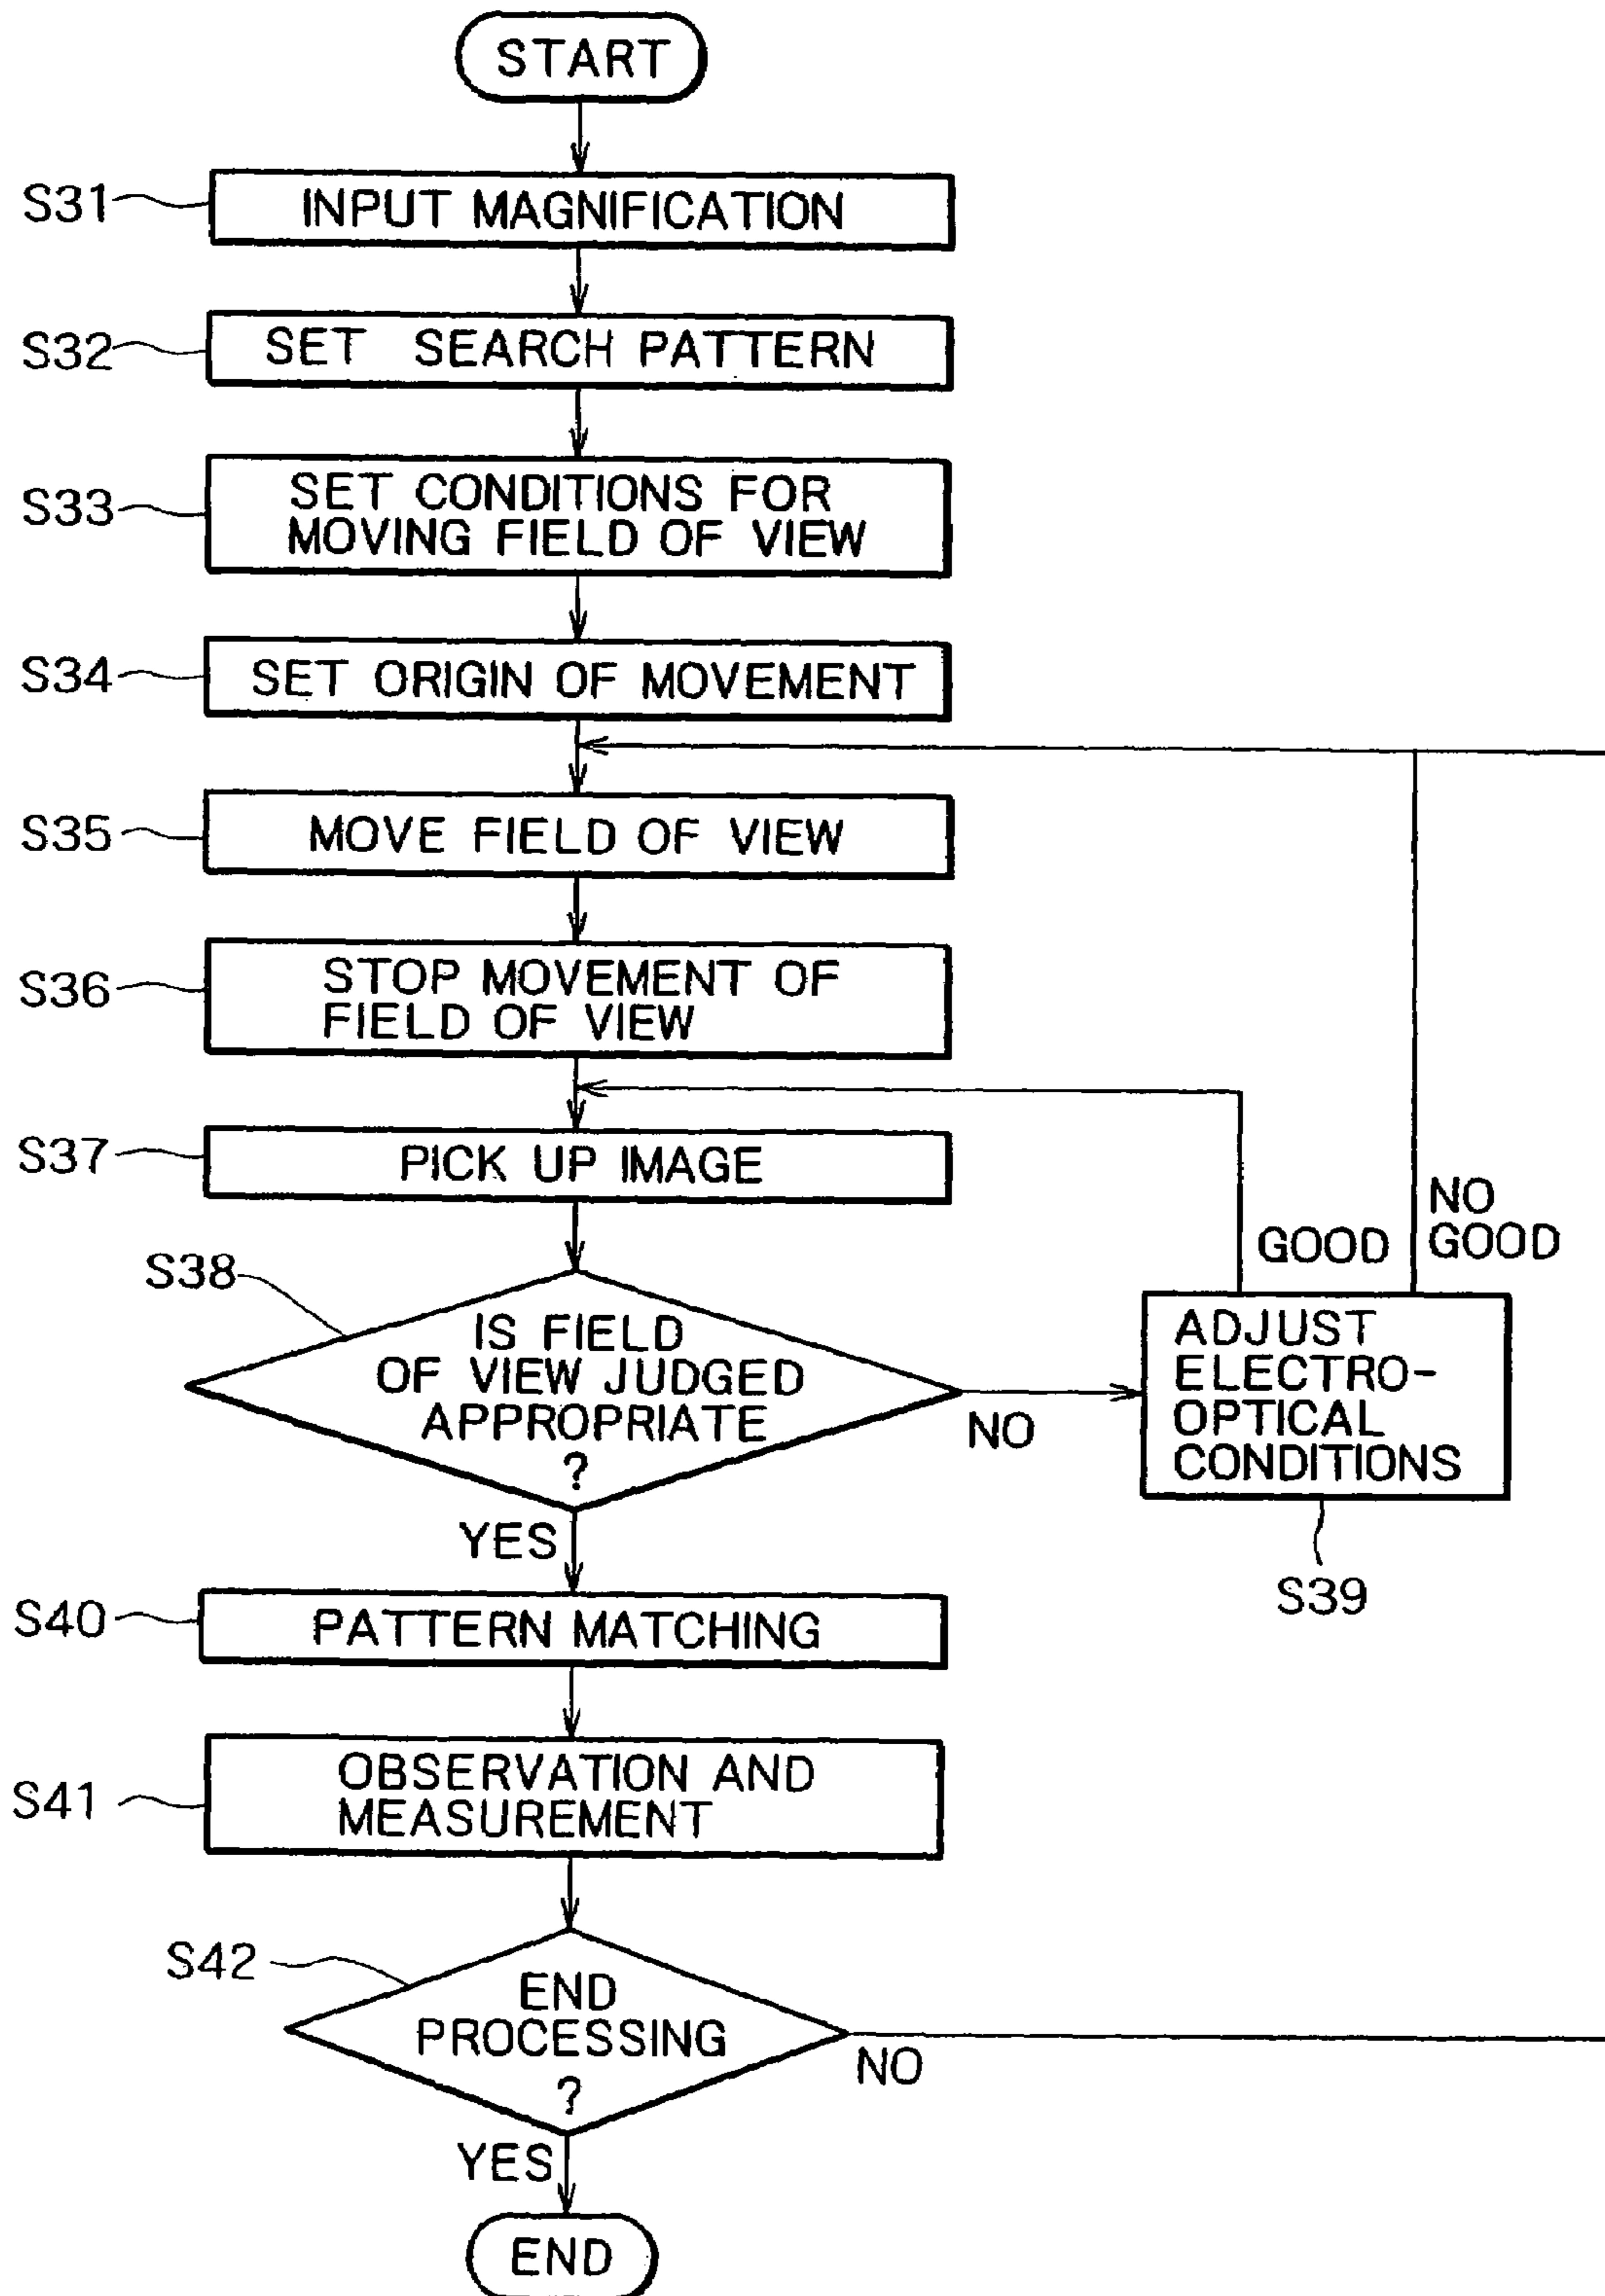 START
S31
INPUT MAGNIFICATION
S32
SET SEARCH PATTERN
S33
SET CONDITIONS FOR
MOVING FIELD OF VIEW
S34
SET ORIGIN OF MOVEMENT
S35
MOVE FIELD OF VIEW
S36
STOP MOVEMENT OF
FIELD OF VIEW
S37
PICK UP IMAGE
S38
IS FIELD
OF VIEW JUDGED
APPROPRIATE
?
NO
YES
GOOD
NO
GOOD
ADJUST
ELECTRO-
OPTICAL
CONDITIONS
S39
S40
PATTERN MATCHING
S41
OBSERVATION AND
MEASUREMENT
S42
END
PROCESSING
?
NO
YES
END